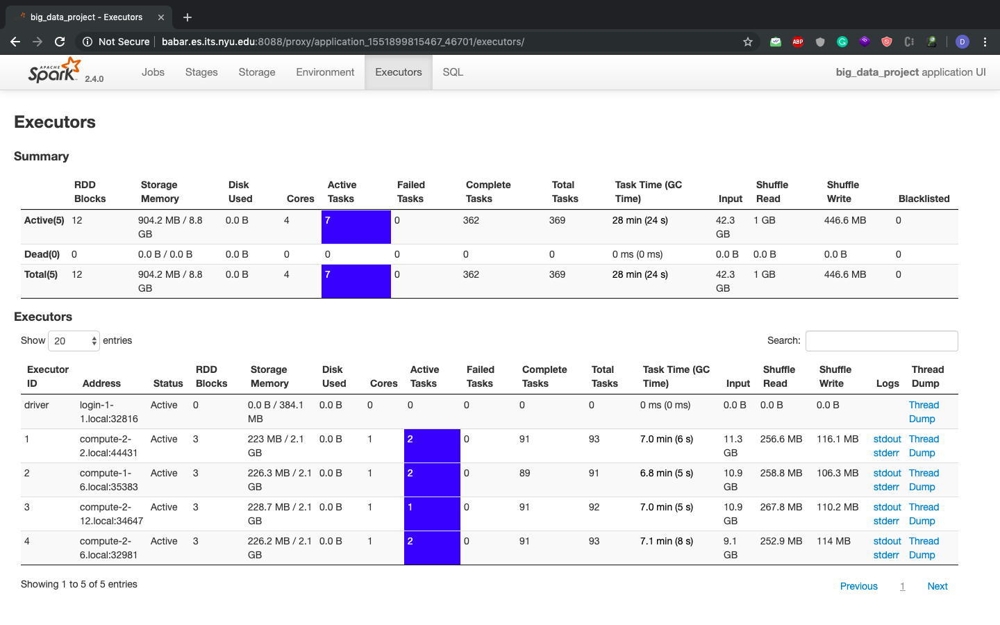 big_data_project - Executors
Not Secure | babar.es.its.nyu.edu:8088/proxy/application_1551899815467_46701/executors/
ABP
D
APACHE
Spark 2.4.0
Jobs Stages Storage Environment Executors SQL big_data_project application UI
Executors
Summary
RDD Storage Disk Active Failed Complete Total Task Time (GC Shuffle Shuffle
Blocks Memory Used Cores Tasks Tasks Tasks Tasks Time) Input Read Write Blacklisted
Active(5) 12 904.2 MB / 8.8 0.0 B 4 7 0 362 369 28 min (24 s) 42.3 1 GB 446.6 MB 0
GB GB
Dead(0) 0 0.0 B / 0.0 B 0.0 B 0 0 0 0 0 0 ms (0 ms) 0.0 B 0.0 B 0.0 B 0
Total(5) 12 904.2 MB / 8.8 0.0 B 4 7 0 362 369 28 min (24 s) 42.3 1 GB 446.6 MB 0
GB GB
Executors
Show 20 entries Search:
Executor RDD Storage Disk Active Failed Complete Total Task Time (GC Shuffle Shuffle Thread
ID Address Status Blocks Memory Used Cores Tasks Tasks Tasks Tasks Time) Input Read Write Logs Dump
driver login-1- Active 0 0.0 B / 384.1 0.0 B 0 0 0 0 0 0 ms (0 ms) 0.0 B 0.0 B 0.0 B Thread
1.local:32816 MB Dump
1 compute-2- Active 3 223 MB / 2.1 0.0 B 1 2 0 91 93 7.0 min (6 s) 11.3 256.6 MB 116.1 MB stdout Thread
2.local:44431 GB GB stderr Dump
2 compute-1- Active 3 226.3 MB / 2.1 0.0 B 1 2 0 89 91 6.8 min (5 s) 10.9 258.8 MB 106.3 MB stdout Thread
6.local:35383 GB GB stderr Dump
3 compute-2- Active 3 228.7 MB / 2.1 0.0 B 1 1 0 91 92 7.0 min (5 s) 10.9 267.8 MB 110.2 MB stdout Thread
12.local:34647 GB GB stderr Dump
4 compute-2- Active 3 226.2 MB / 2.1 0.0 B 1 2 0 91 93 7.1 min (8 s) 9.1 252.9 MB 114 MB stdout Thread
6.local:32981 GB GB stderr Dump
Showing 1 to 5 of 5 entries Previous 1 Next